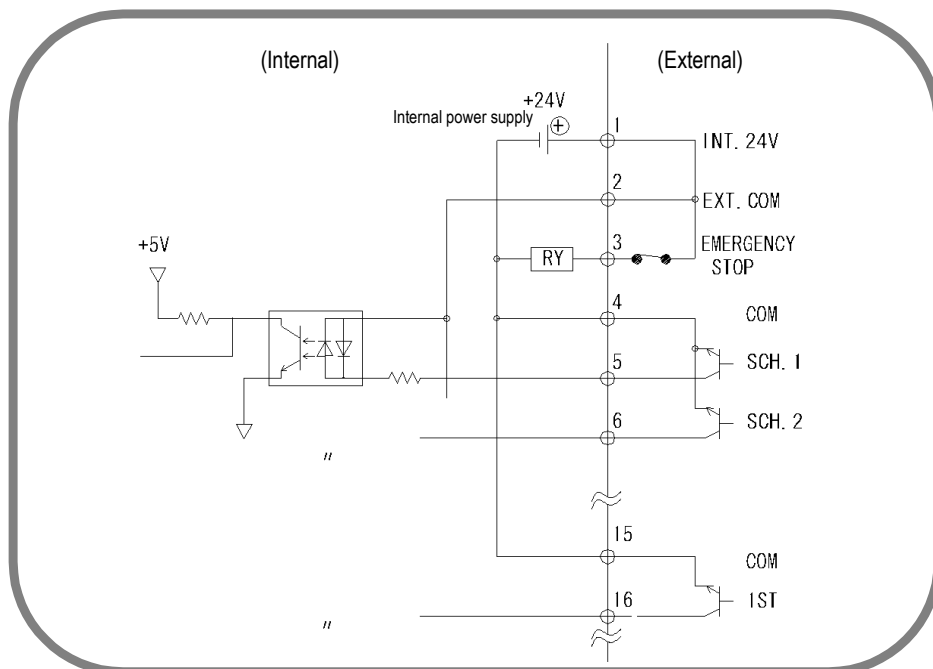 (Internal)
(External)
+24V
Internal power supply
1
INT. 24V
2
EXT. COM
+5V
3
RY
EMERGENCY
STOP
4
COM
SCH. 1
5
SCH. 2
6
〃
15
COM
1ST
16
〃